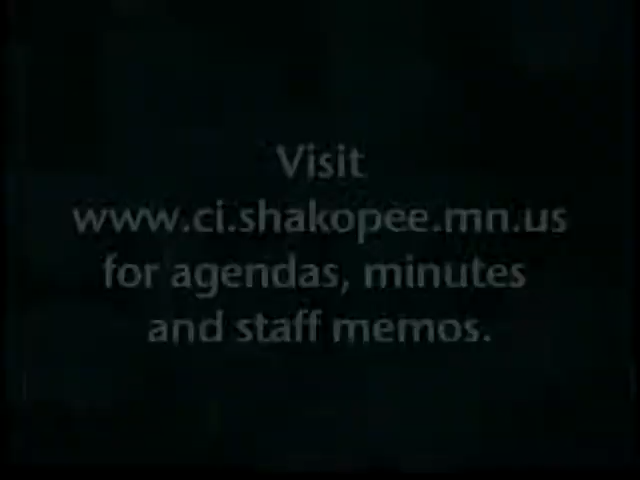 Visit
www.ci.shakopee.mn.us
for agendas, minutes
and staff memos.